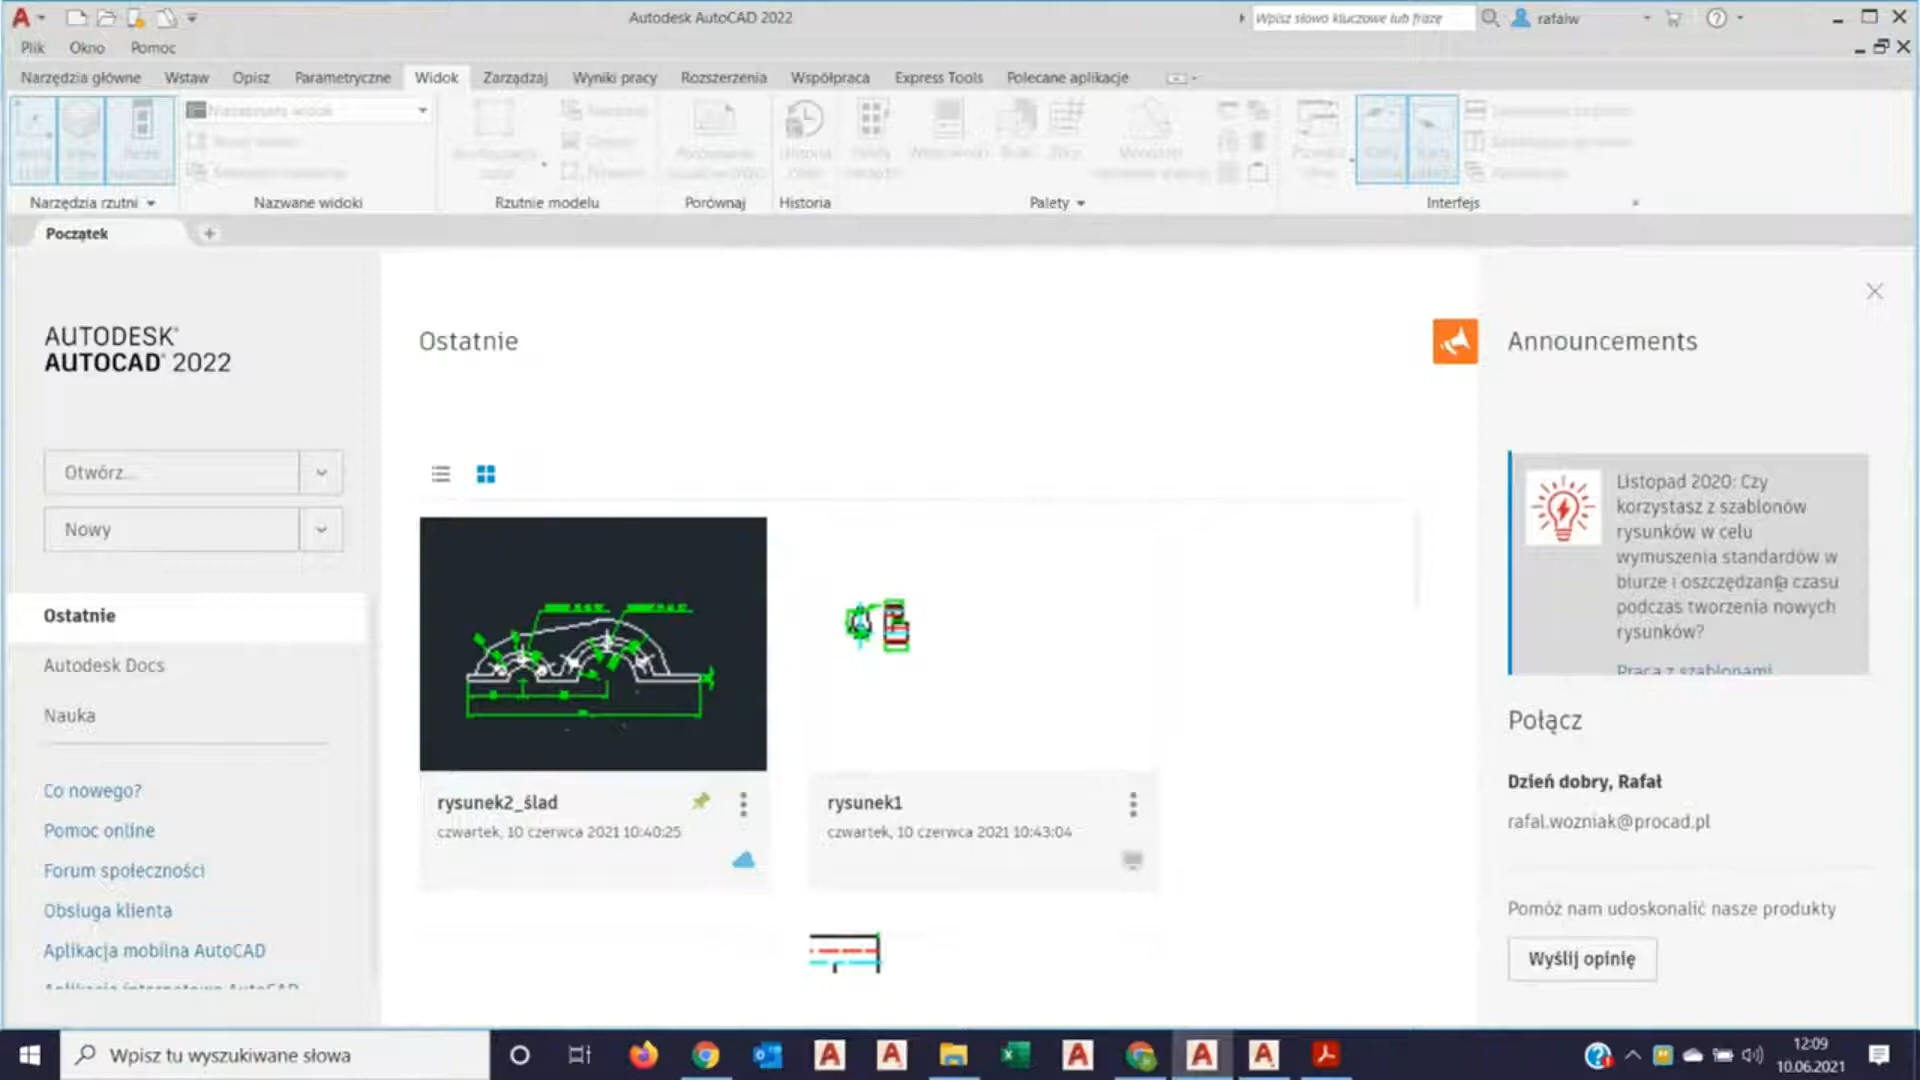 Autodesk AutoCAD 2022
Wpisz słowo kluczowe lub frazę
rafalw
Plik
Okno
Pomoc
Narzędzia główne
Wstaw
Opisz
Parametryczne
Widok
Zarządzaj
Wyniki pracy
Rozszerzenia
Współpraca
Express Tools
Polecane aplikacje
Narzędzia rzutni
Nazwane widoki
Rzutnie modelu
Porównaj
Historia
Palety
Interfejs
Początek
AUTODESK®
AUTOCAD® 2022
Otwórz...
Nowy
Ostatnie
Autodesk Docs
Nauka
Co nowego?
Pomoc online
Forum społeczności
Obsługa klienta
Aplikacja mobilna AutoCAD
Aplikacja internetowa AutoCAD
Ostatnie
rysunek2_ślad
czwartek, 10 czerwca 2021 10:40:25
rysunek1
czwartek, 10 czerwca 2021 10:43:04
Announcements
Listopad 2020: Czy
korzystasz z szablonów
rysunków w celu
wymuszenia standardów w
biurze i oszczędzania czasu
podczas tworzenia nowych
rysunków?
Praca z szablonami
Połącz
Dzień dobry, Rafał
rafal.wozniak@procad.pl
Pomóż nam udoskonalić nasze produkty
Wyślij opinię
Wpisz tu wyszukiwane słowa
12:09
10.06.2021